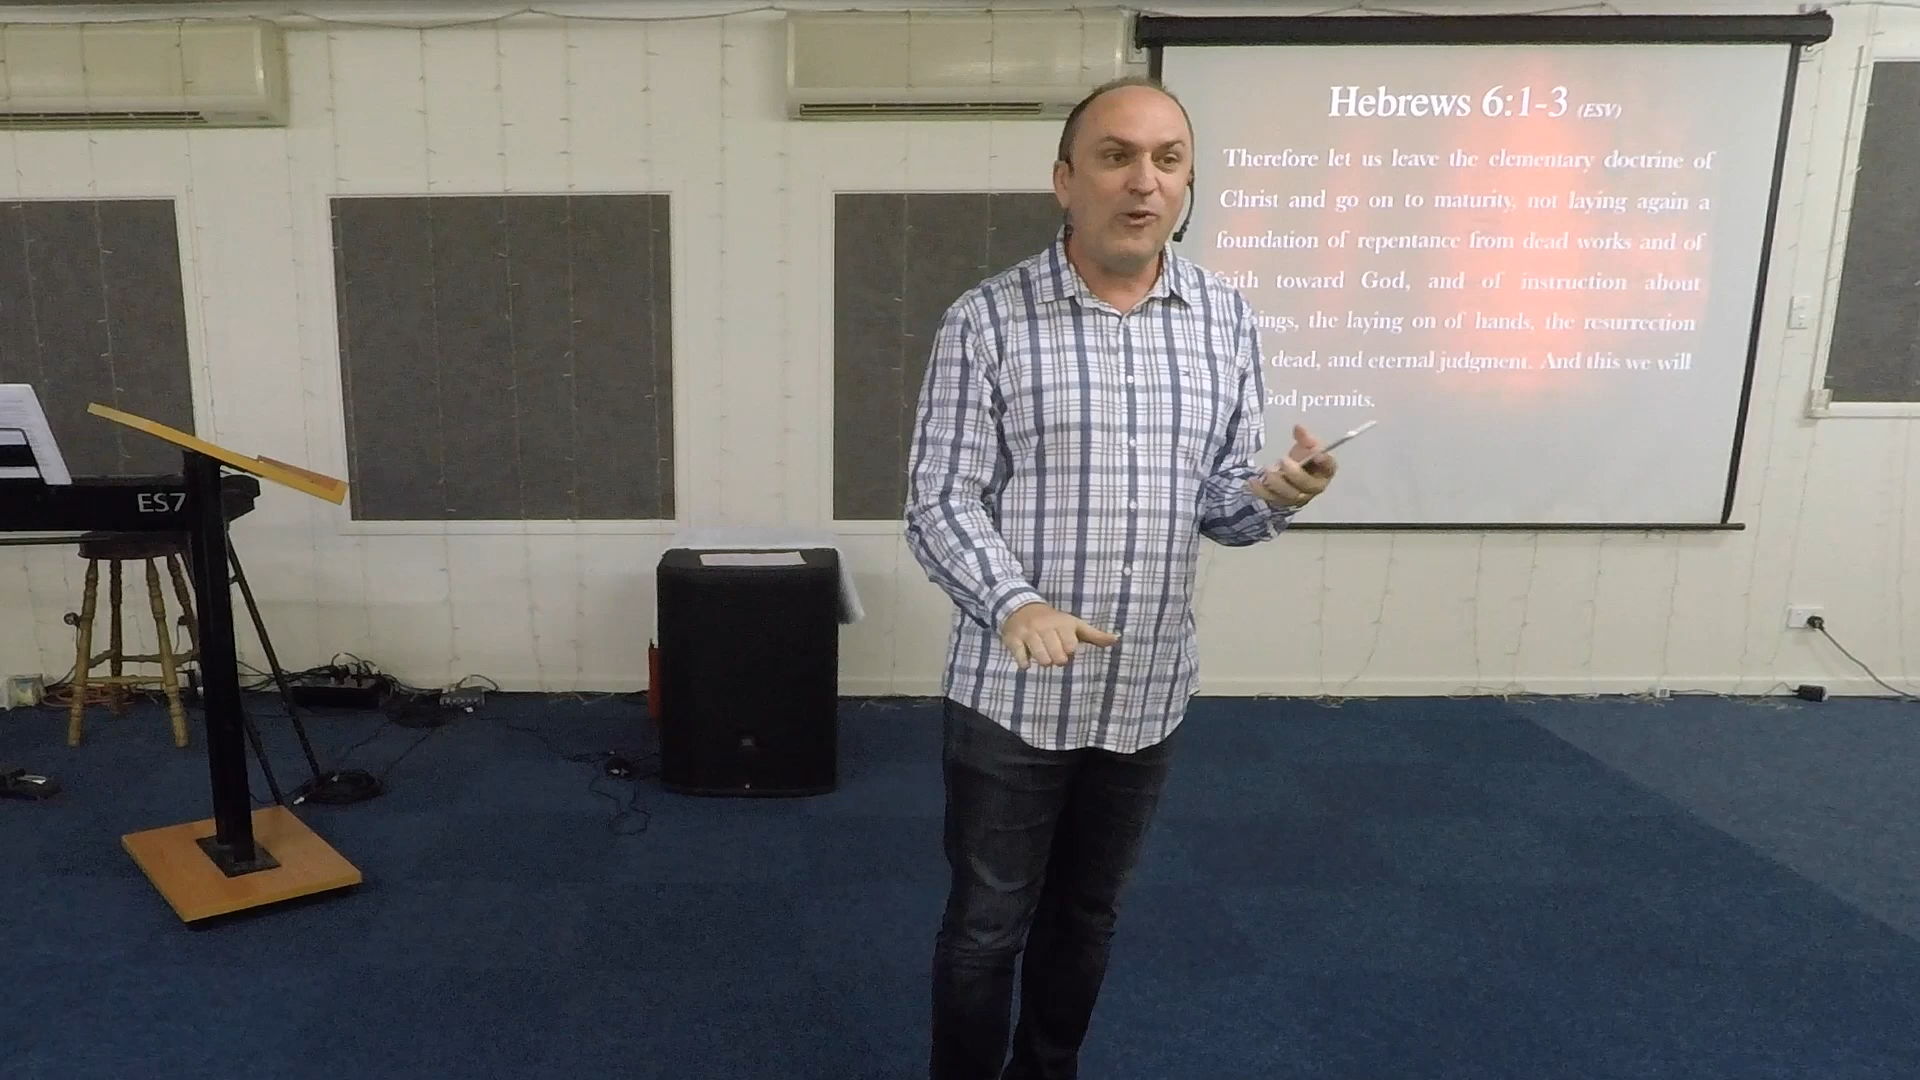 Hebrews 6:1-3 (ESV)
Therefore let us leave the elementary doctrine of
Christ and go on to maturity, not laying again a
foundation of repentance from dead works and of
toward God, and of instruction about
the laying on of hands, the resurrection
dead, and eternal judgment. And this we will
God permits.
ES7